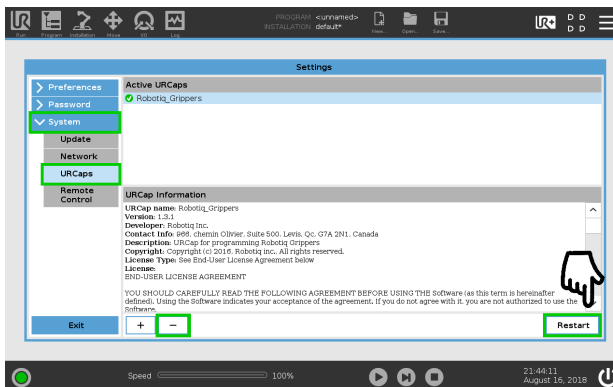 PROGRAM <unnamed>
INSTALLATION default*
Run Program Installation Move I/O Log New... Open... Save...
UR+
D D
D D
Settings
Preferences
Password
System
Update
Network
URCaps
Remote
Control
Exit
Active URCaps
Robotiq_Grippers
URCap Information
URCap name: Robotiq_Grippers
Version: 1.3.1
Developer: Robotiq Inc.
Contact Info: 966, chemin Olivier, Suite 500, Levis, Qc, G7A 2N1, Canada
Description: URCap for programming Robotiq Grippers
Copyright: Copyright (c) 2016, Robotiq inc., All rights reserved.
License Type: See End-User License Agreement below
License:
END-USER LICENSE AGREEMENT
YOU SHOULD CAREFULLY READ THE FOLLOWING AGREEMENT BEFORE USING THE Software (as this term is hereinafter
defined). Using the Software indicates your acceptance of the agreement. If you do not agree with it, you are not authorized to use the
Software.
+ −
Restart
Speed 100%
21:44:11
August 16, 2018